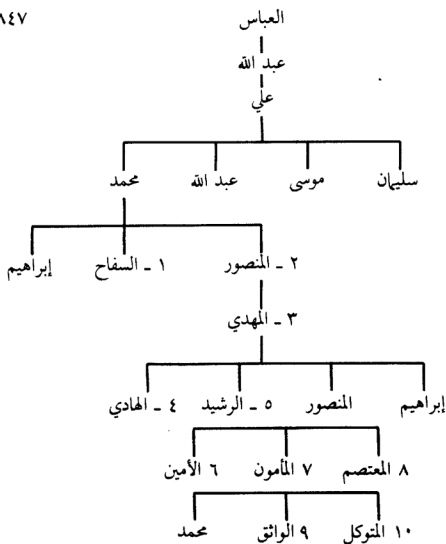 ٨٤٧
العباس
عبد الله
علي
سليمان موسى عبد الله محمد
٢ ـ المنصور ١ ـ السفاح إبراهيم
٣ ـ المهدي
إبراهيم المنصور ٥ ـ الرشيد ٤ ـ الهادي
٨ المعتصم ٧ المأمون ٦ الأمين
١٠ المتوكل ٩ الواثق محمد